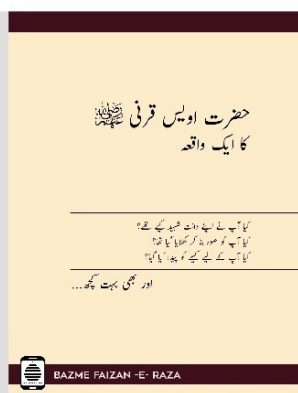 حضرت اویس قرنی رضی اللہ عنہ
کا ایک واقعہ
کیا آپ نے اپنے دانت شہید کیے تھے؟
کیا آپ کو حور بنا کر کھلایا گیا تھا؟
کیا آپ کے لیے کیلے کو پیدا کیا گیا؟
اور بھی بہت کچھ...
BAZME FAIZAN -E- RAZA